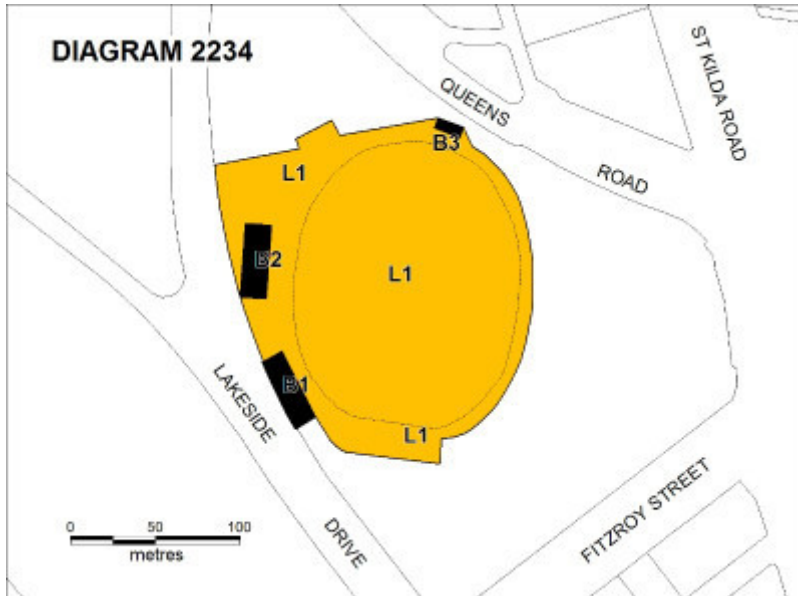 DIAGRAM 2234
ST KILDA ROAD
QUEENS
ROAD
B3
L1
B2
L1
B1
L1
LAKESIDE
DRIVE
FITZROY STREET
0 50 100
metres